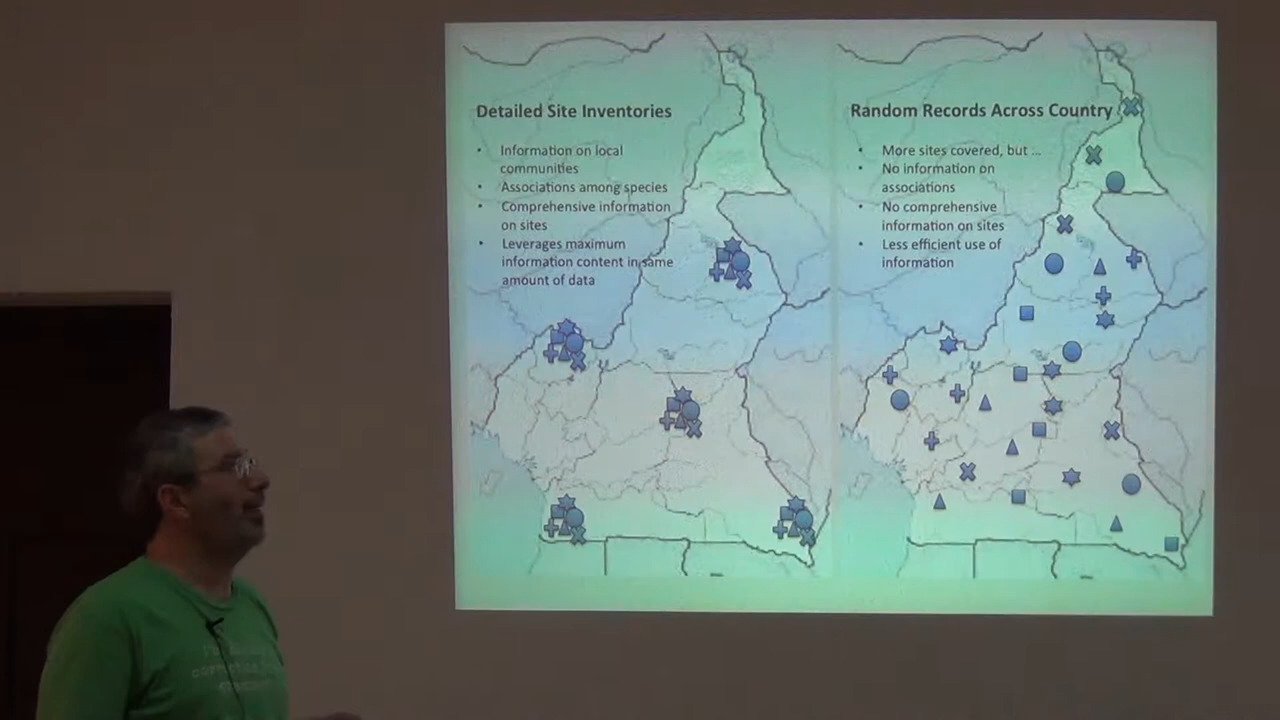 Detailed Site Inventories
• Information on local
communities
• Associations among species
• Comprehensive information
on sites
• Leverages maximum
information content in same
amount of data
Random Records Across Country
• More sites covered, but ...
• No information on
associations
• No comprehensive
information on sites
• Less efficient use of
information